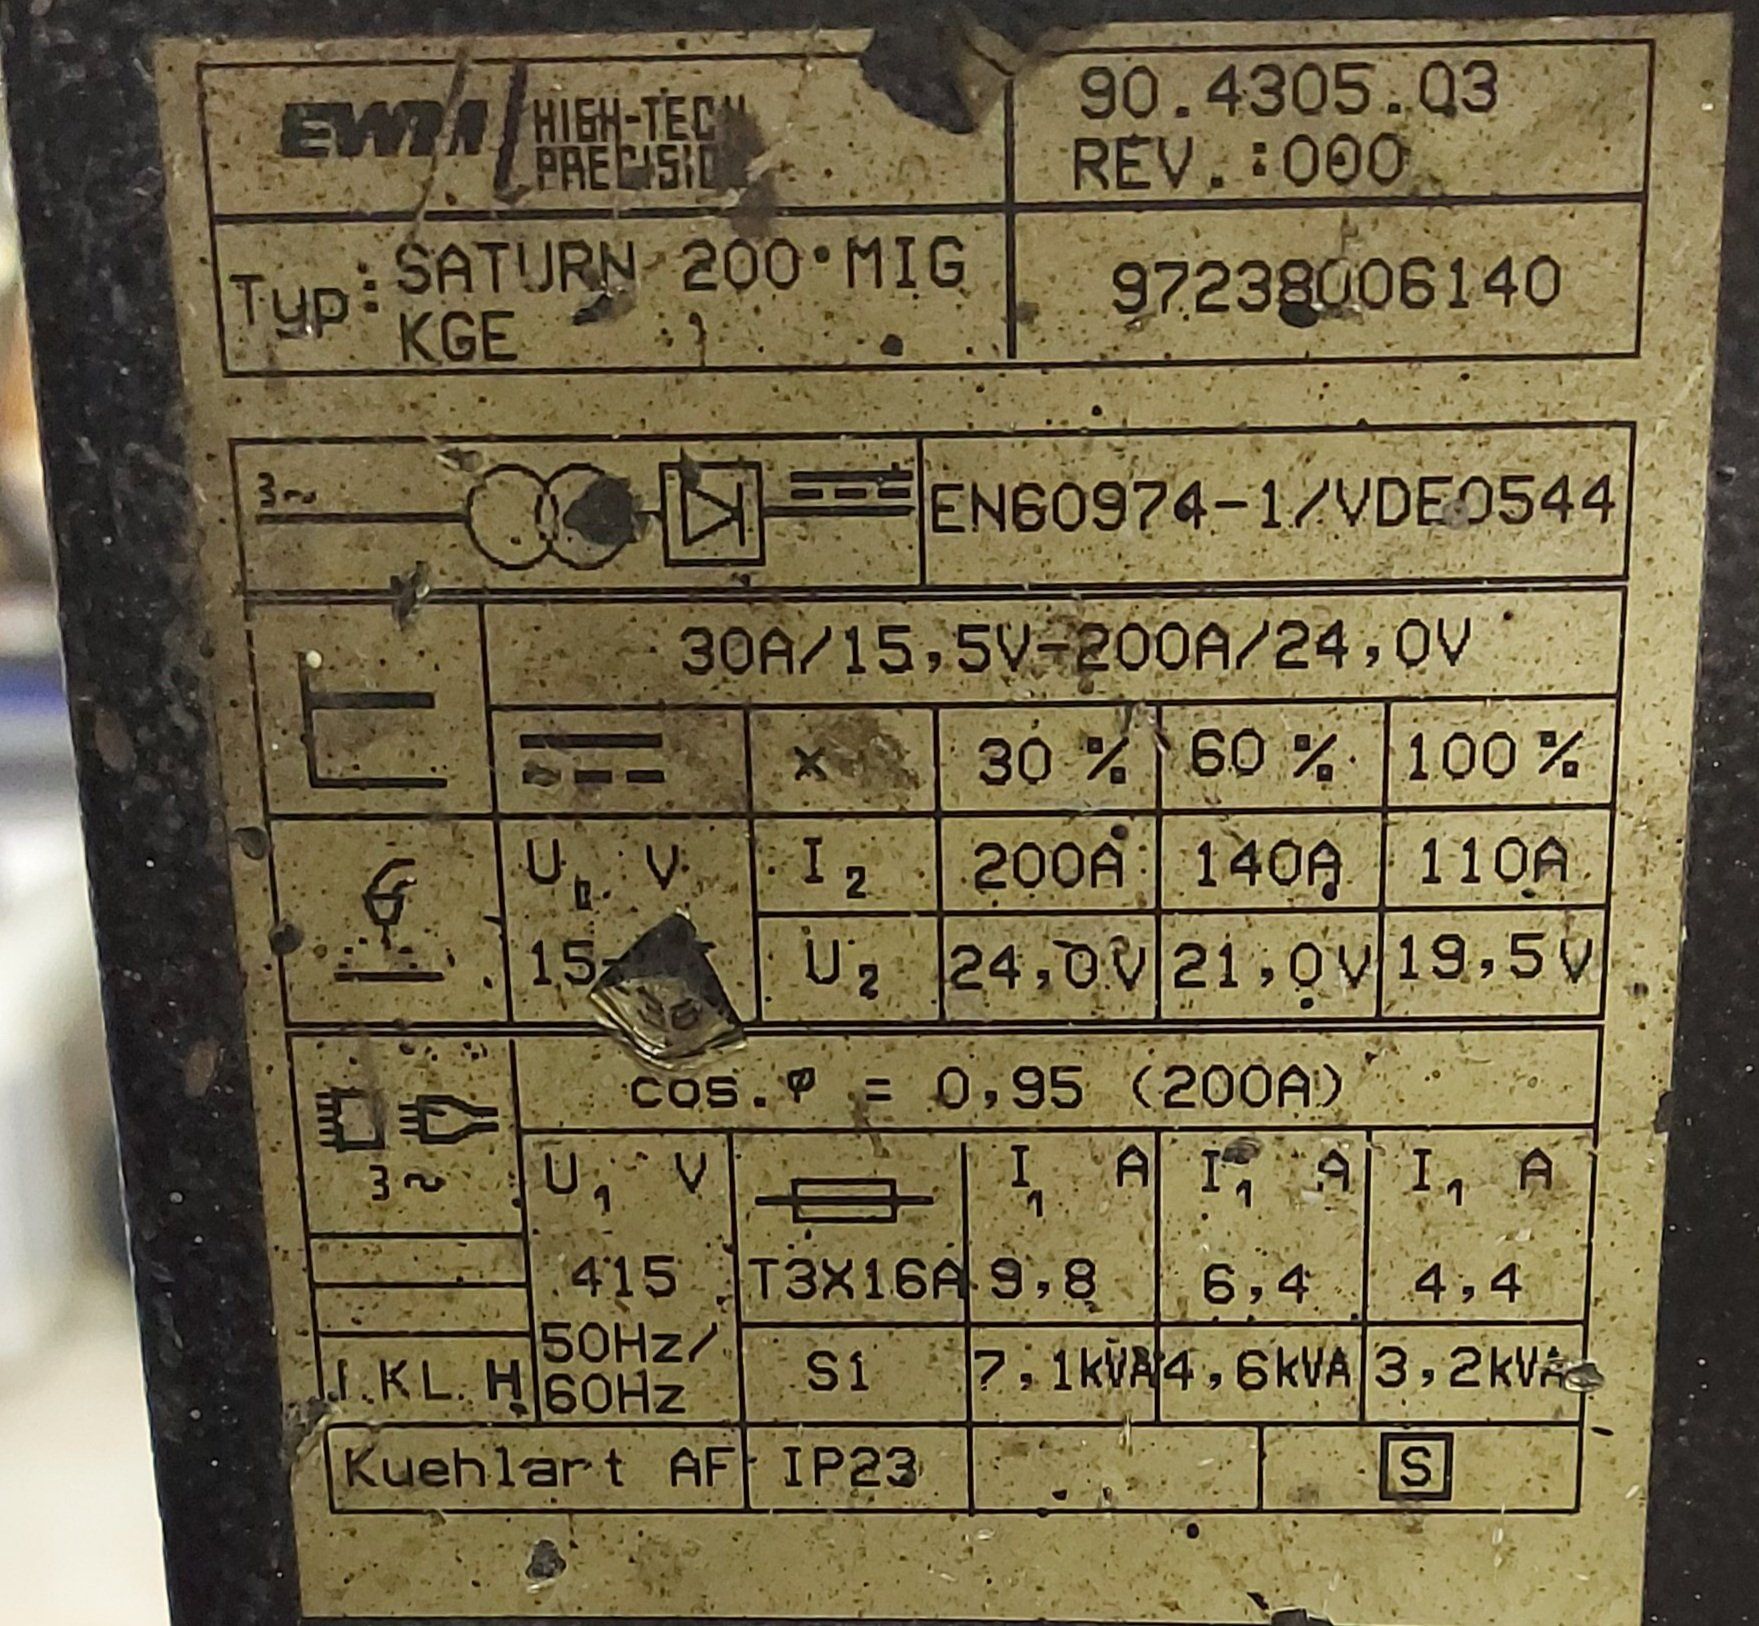 EWM HIGH-TECH
PRECISION
90.4305.03
REV.:000
Typ: SATURN 200 MIG
KGE
97238006140
3~
EN60974-1/VDE0544
30A/15,5V-200A/24,0V
X 30 % 60 % 100 %
U0 V I2 200A 140A 110A
15- U2 24,0V 21,0V 19,5V
cos.φ = 0,95 (200A)
3~
U1 V I1 A I1 A I1 A
415 T3X16A 9,8 6,4 4,4
50Hz/
60Hz
I.KL.H S1 7,1kVA 4,6kVA 3,2kVA
Kuehlart AF IP23 S